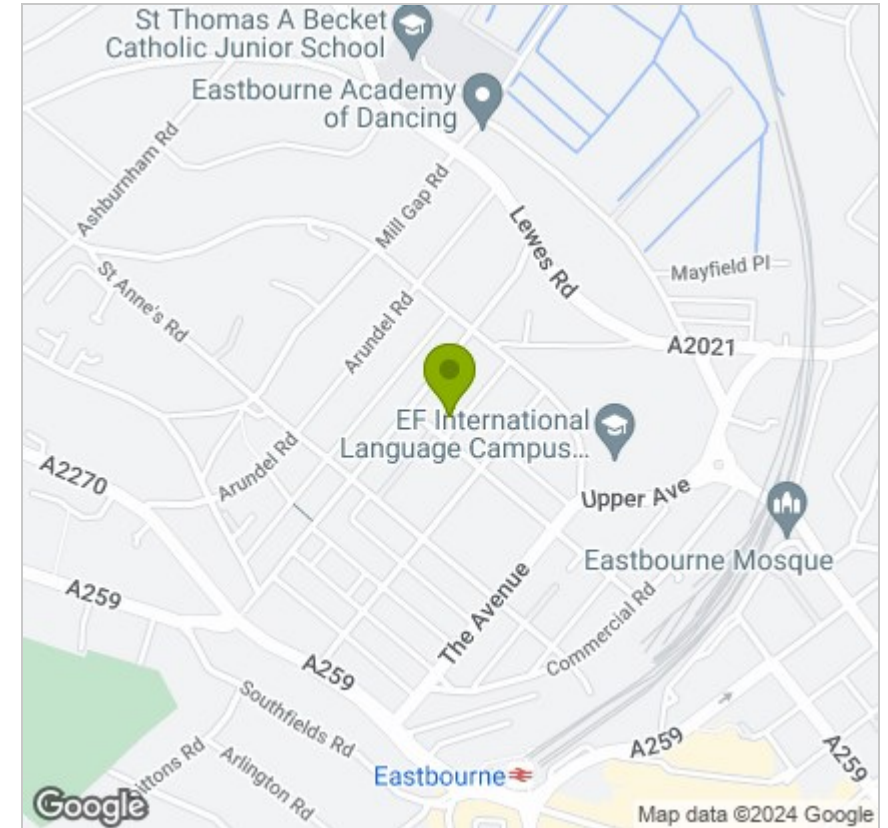 St Thomas A Becket
Catholic Junior School
Eastbourne Academy
of Dancing
Ashburnham Rd
Mill Gap Rd
Lewes Rd
Mayfield Pl
St Anne's Rd
Arundel Rd
A2021
EF International
Language Campus...
Arundel Rd
A2270
Upper Ave
Eastbourne Mosque
A259
The Avenue
Commercial Rd
A259
Southfields Rd
A259
A259
ittons Rd
Arlington Rd
Eastbourne
Google
Map data ©2024 Google